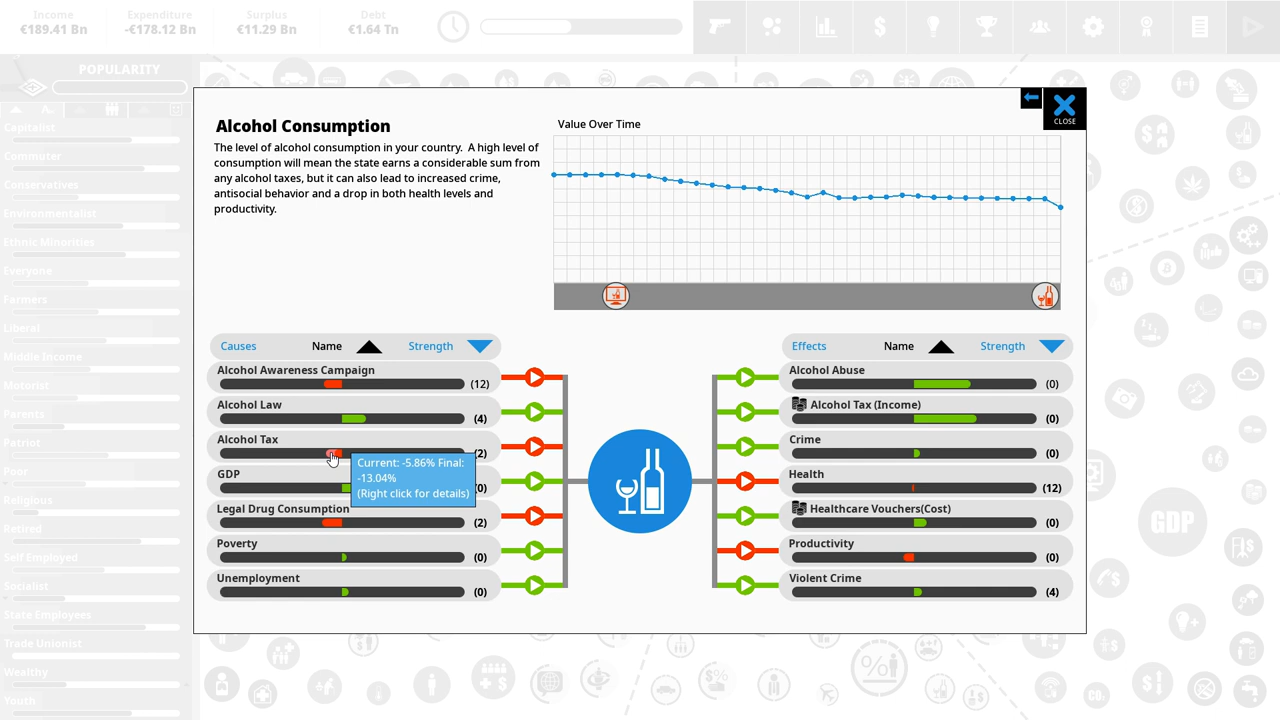 Income
Expenditure
Surplus
Debt
€189.41 Bn
-€178.12 Bn
€11.29 Bn
€1.64 Tn
POPULARITY
Capitalist
Commuter
Conservatives
Environmentalist
Ethnic Minorities
Everyone
Farmers
Liberal
Middle Income
Motorist
Parents
Patriot
Poor
Religious
Retired
Self Employed
Socialist
State Employees
Trade Unionist
Wealthy
Youth
CLOSE
Alcohol Consumption
The level of alcohol consumption in your country. A high level of
consumption will mean the state earns a considerable sum from
any alcohol taxes, but it can also lead to increased crime,
antisocial behavior and a drop in both health levels and
productivity.
Value Over Time
Causes Name Strength
Alcohol Awareness Campaign
(12)
Alcohol Law
(4)
Alcohol Tax
(2)
GDP
(0)
Legal Drug Consumption
(2)
Poverty
(0)
Unemployment
(0)
Current: -5.86% Final:
-13.04%
(Right click for details)
Effects Name Strength
Alcohol Abuse
(0)
Alcohol Tax (Income)
(0)
Crime
(0)
Health
(12)
Healthcare Vouchers(Cost)
(0)
Productivity
(0)
Violent Crime
(4)
GDP